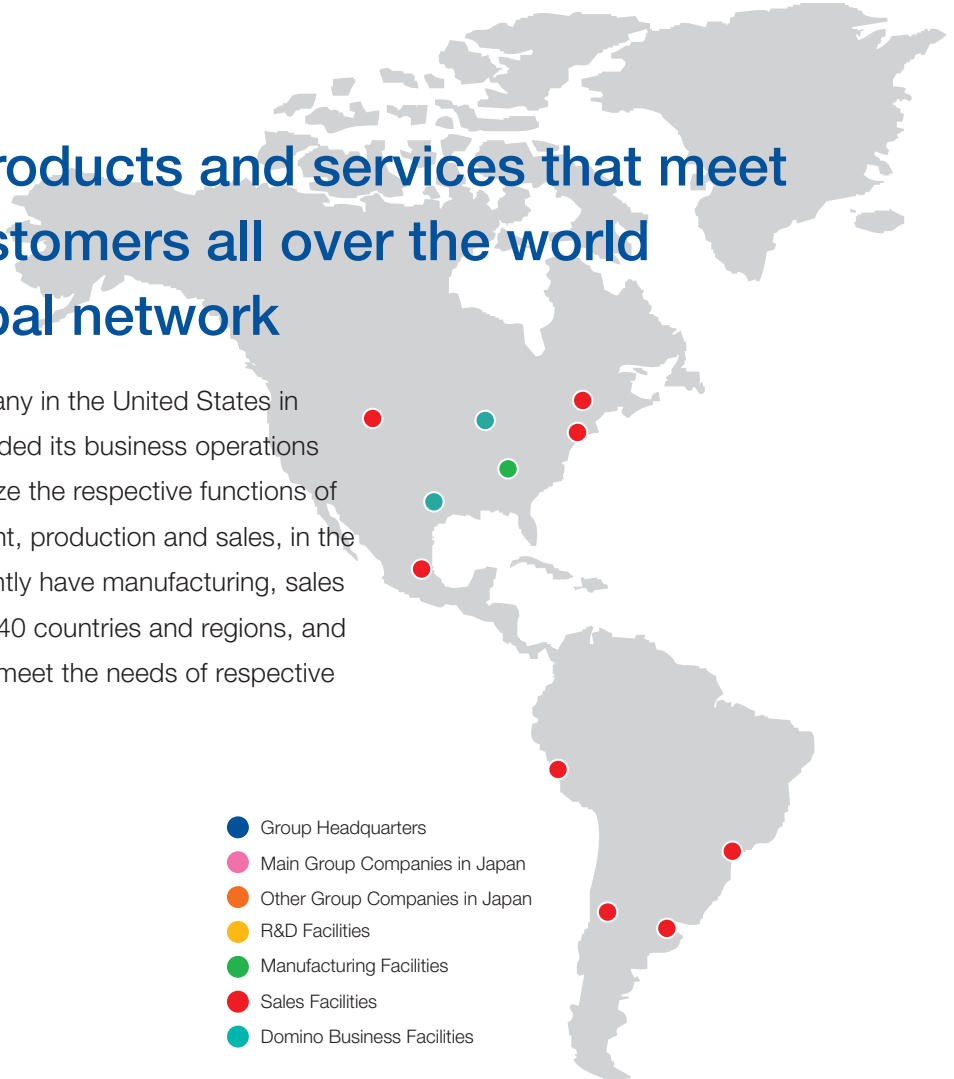 roducts and services that meet
stomers all over the world
bal network
any in the United States in
ded its business operations
ze the respective functions of
nt, production and sales, in the
ntly have manufacturing, sales
40 countries and regions, and
meet the needs of respective
Group Headquarters
Main Group Companies in Japan
Other Group Companies in Japan
R&D Facilities
Manufacturing Facilities
Sales Facilities
Domino Business Facilities